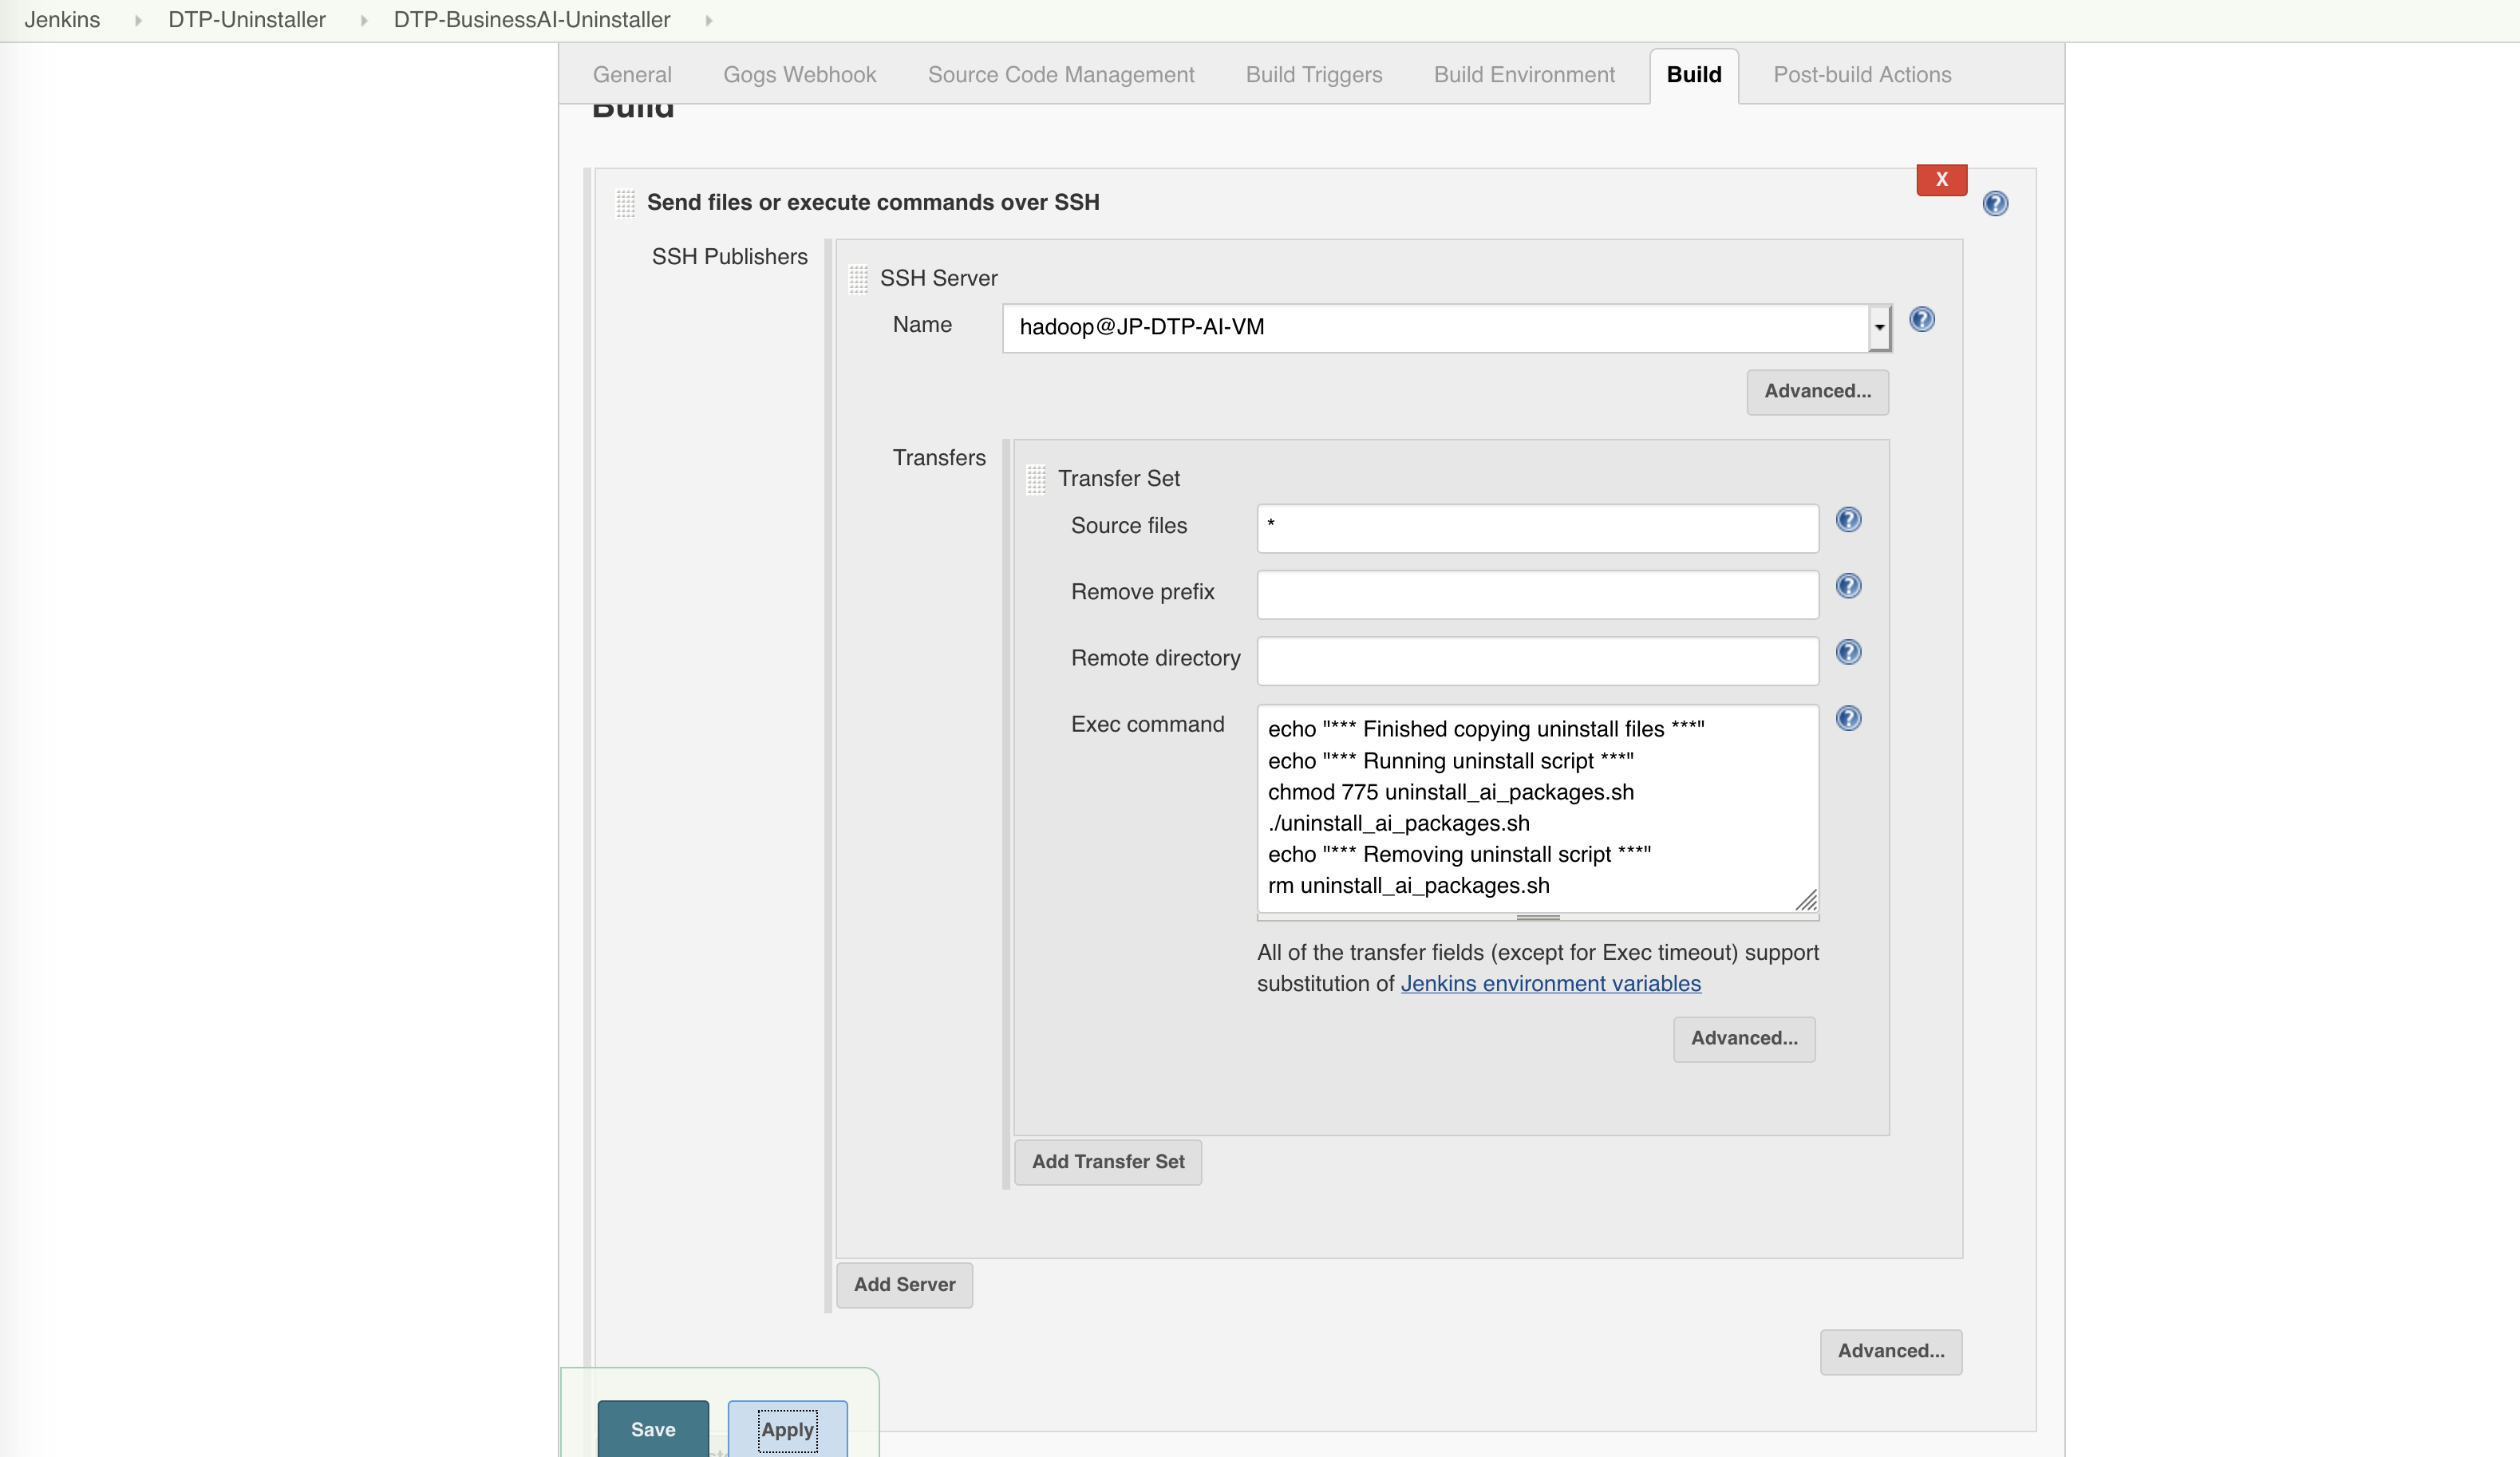 Jenkins DTP-Uninstaller DTP-BusinessAI-Uninstaller
General Gogs Webhook Source Code Management Build Triggers Build Environment Build Post-build Actions
Build
X
Send files or execute commands over SSH
SSH Publishers
SSH Server
Name hadoop@JP-DTP-AI-VM
Advanced...
Transfers
Transfer Set
Source files *
Remove prefix
Remote directory
Exec command
echo "*** Finished copying uninstall files ***"
echo "*** Running uninstall script ***"
chmod 775 uninstall_ai_packages.sh
./uninstall_ai_packages.sh
echo "*** Removing uninstall script ***"
rm uninstall_ai_packages.sh
All of the transfer fields (except for Exec timeout) support
substitution of Jenkins environment variables
Advanced...
Add Transfer Set
Add Server
Advanced...
Save Apply